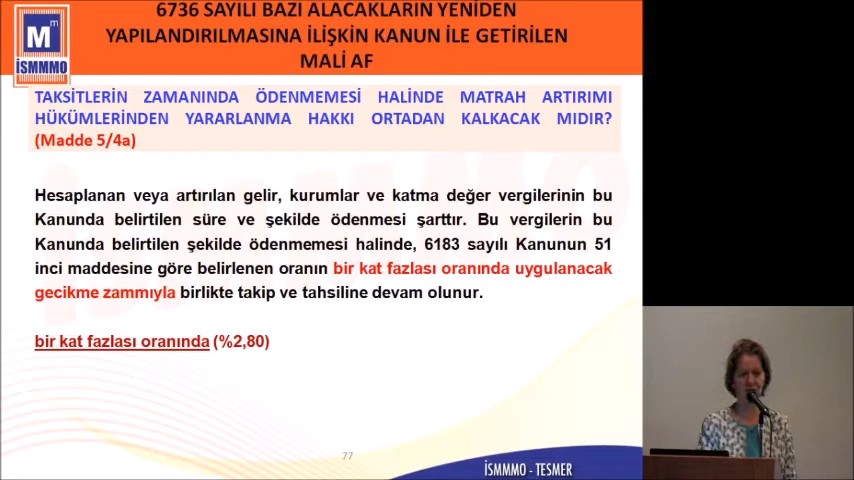 6736 SAYILI BAZI ALACAKLARIN YENİDEN
YAPILANDIRILMASINA İLİŞKİN KANUN İLE GETİRİLEN
MALİ AF
Mm
İSMMMO
TAKSİTLERİN ZAMANINDA ÖDENMEMESİ HALİNDE MATRAH ARTIRIMI
HÜKÜMLERİNDEN YARARLANMA HAKKI ORTADAN KALKACAK MIDIR?
(Madde 5/4a)
Hesaplanan veya artırılan gelir, kurumlar ve katma değer vergilerinin bu
Kanunda belirtilen süre ve şekilde ödenmesi şarttır. Bu vergilerin bu
Kanunda belirtilen şekilde ödenmemesi halinde, 6183 sayılı Kanunun 51
inci maddesine göre belirlenen oranın bir kat fazlası oranında uygulanacak
gecikme zammıyla birlikte takip ve tahsiline devam olunur.
bir kat fazlası oranında (%2,80)
77
İSMMMO - TESMER